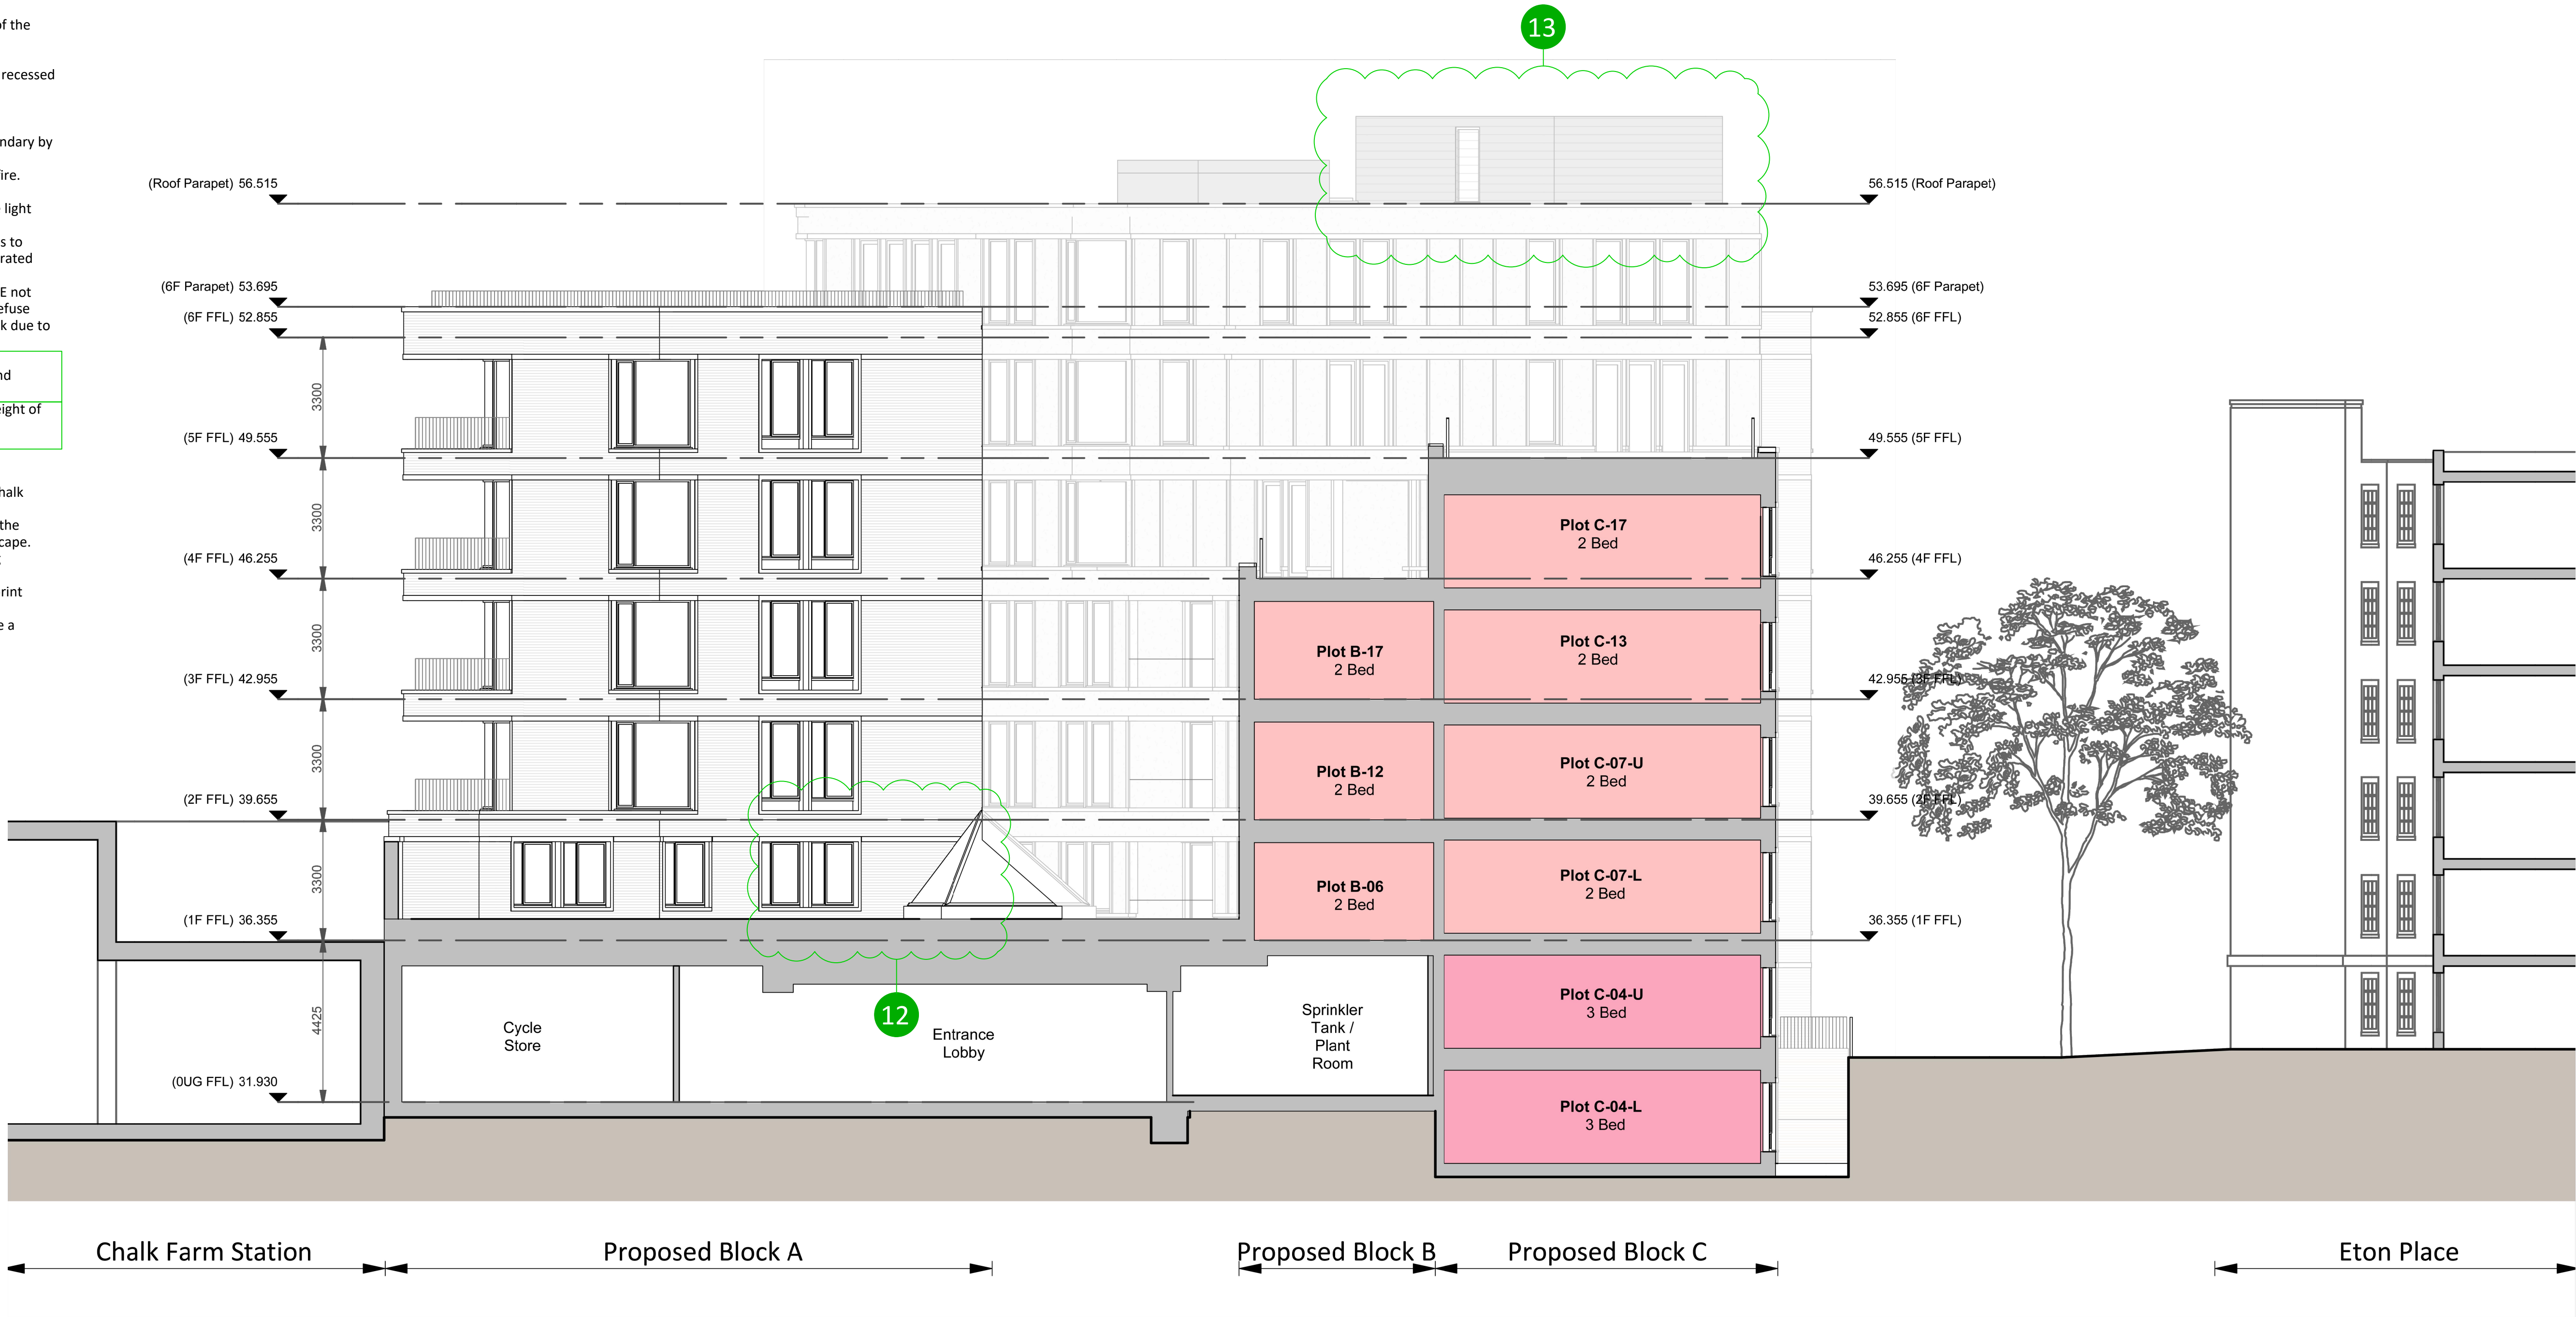 of the
recessed
ndary by
ire.
light
s to
rated
E not
efuse
k due to
nd
eight of
halk
the
cape.
rint
e a
13
(Roof Parapet) 56.515
56.515 (Roof Parapet)
(6F Parapet) 53.695
53.695 (6F Parapet)
(6F FFL) 52.855
52.855 (6F FFL)
3300
(5F FFL) 49.555
49.555 (5F FFL)
3300
Plot C-17
2 Bed
(4F FFL) 46.255
46.255 (4F FFL)
3300
Plot B-17
2 Bed
Plot C-13
2 Bed
(3F FFL) 42.955
42.955 (3F FFL)
3300
Plot B-12
2 Bed
Plot C-07-U
2 Bed
(2F FFL) 39.655
39.655 (2F FFL)
3300
Plot B-06
2 Bed
Plot C-07-L
2 Bed
(1F FFL) 36.355
36.355 (1F FFL)
4425
12
Cycle
Store
Entrance
Lobby
Sprinkler
Tank /
Plant
Room
Plot C-04-U
3 Bed
(0UG FFL) 31.930
Plot C-04-L
3 Bed
Chalk Farm Station
Proposed Block A
Proposed Block B
Proposed Block C
Eton Place